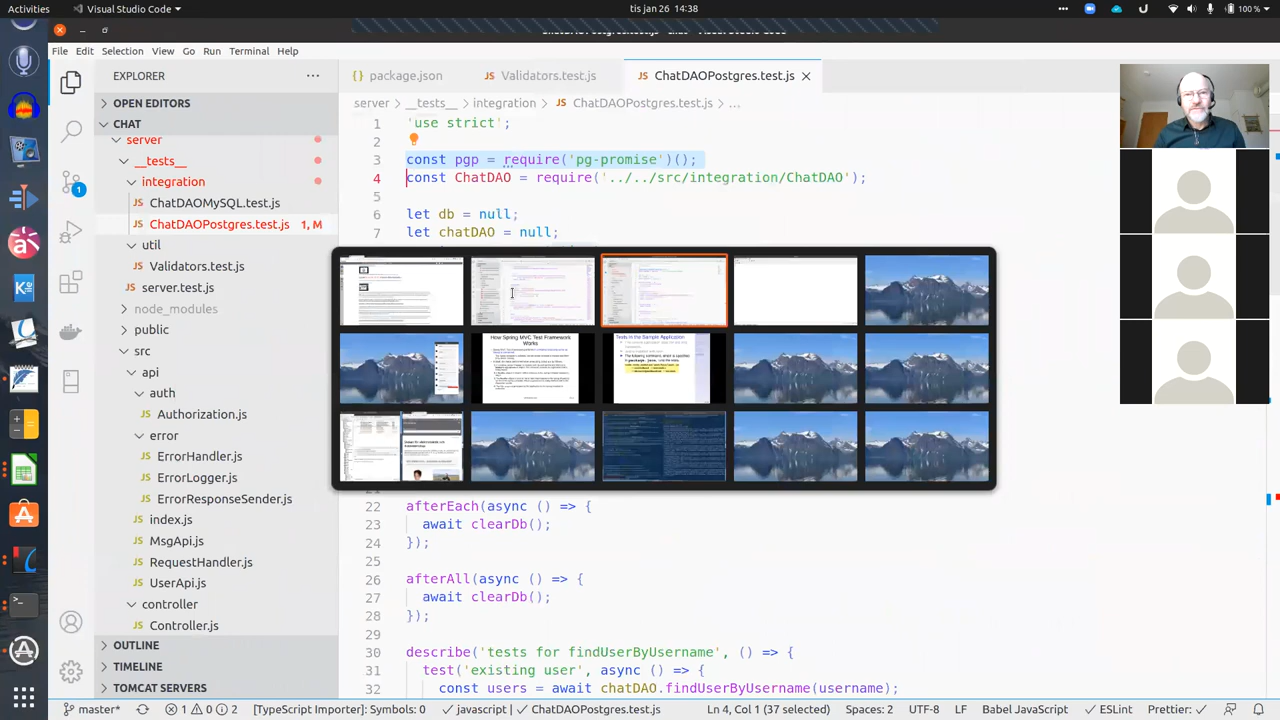 Activities
Visual Studio Code
tis jan 26 14:38
100 %
File Edit Selection View Go Run Terminal Help
EXPLORER
OPEN EDITORS
CHAT
server
__tests__
integration
ChatDAOMySQL.test.js
ChatDAOPostgres.test.js 1, M
util
Validators.test.js
server.test.js
node_modules
public
src
api
auth
Authorization.js
error
ErrorHandler.js
ErrorLogger.js
ErrorResponseSender.js
index.js
MsgApi.js
RequestHandler.js
UserApi.js
controller
Controller.js
OUTLINE
TIMELINE
TOMCAT SERVERS
package.json
Validators.test.js
ChatDAOPostgres.test.js
server > __tests__ > integration > ChatDAOPostgres.test.js > …
1 'use strict';
2
3 const pgp = require('pg-promise')();
4 const ChatDAO = require('../../src/integration/ChatDAO');
5
6 let db = null;
7 let chatDAO = null;
How Spring MVC Test Framework
Works
Tests in the Sample Application
22 afterEach(async () => {
23 await clearDb();
24 });
25
26 afterAll(async () => {
27 await clearDb();
28 });
29
30 describe('tests for findUserByUsername', () => {
31 test('existing user', async () => {
32 const users = await chatDAO.findUserByUsername(username);
master* 1 0 2 [TypeScript Importer]: Symbols: 0 javascript | ChatDAOPostgres.test.js Ln 4, Col 1 (37 selected) Spaces: 2 UTF-8 LF Babel JavaScript ESLint Prettier: